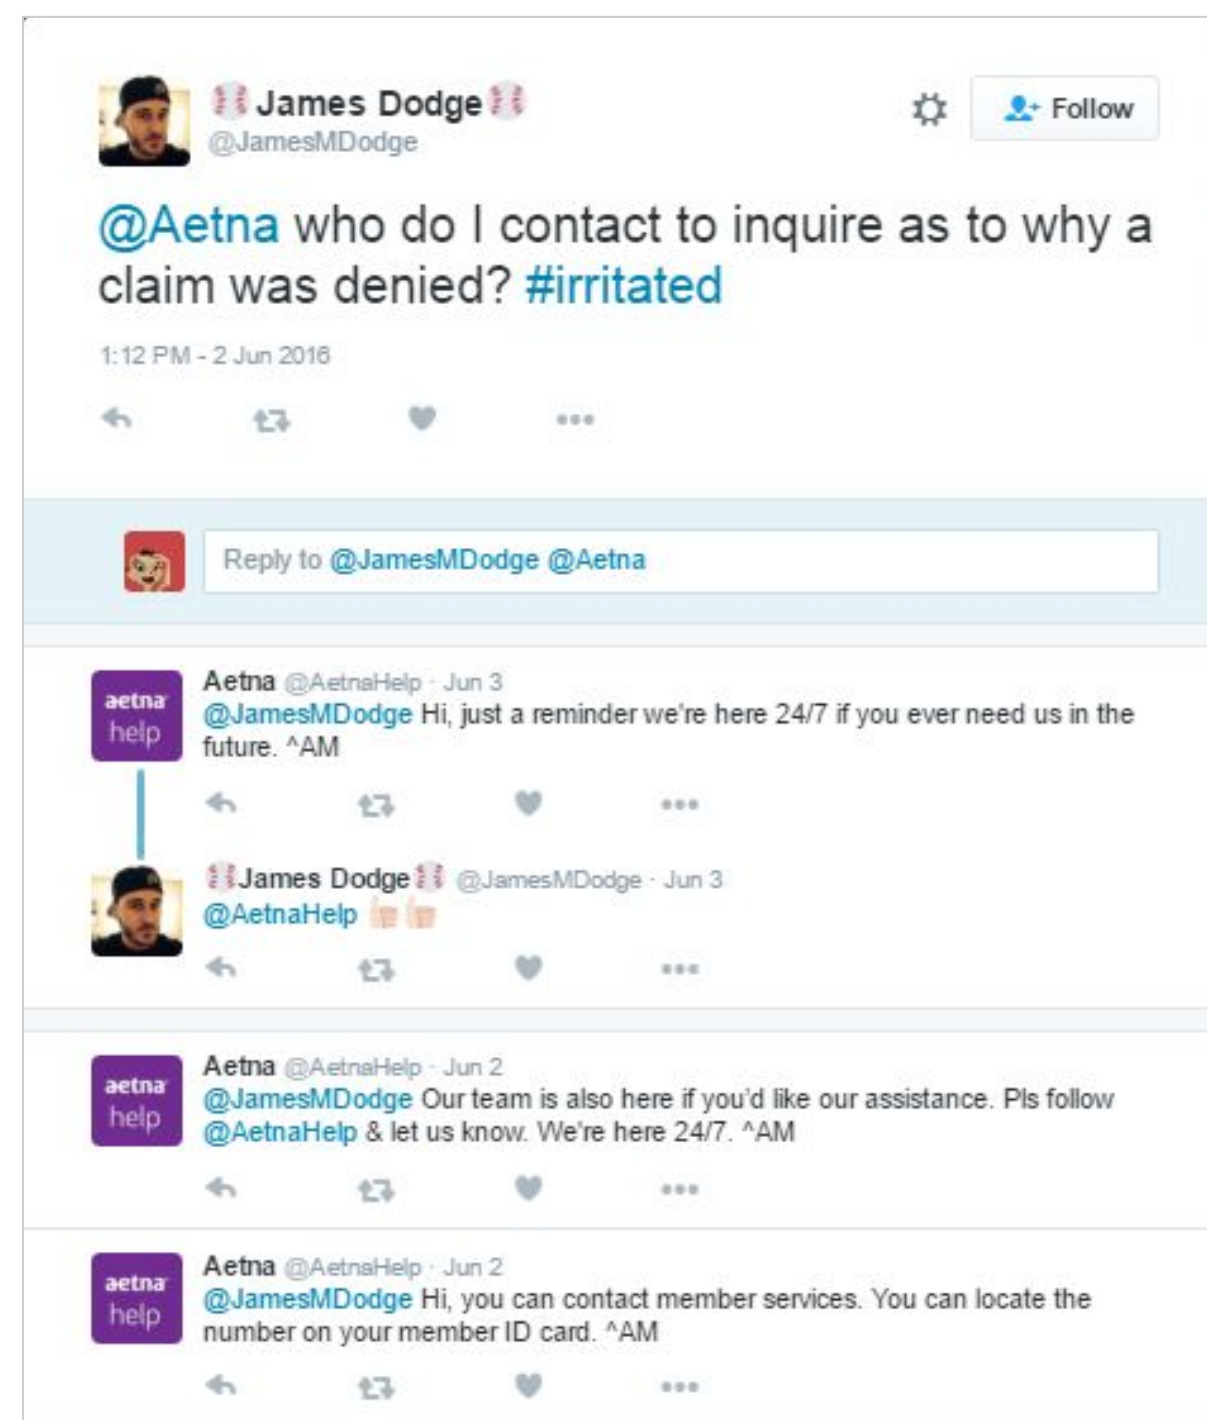 James Dodge
@JamesMDodge
Follow
@Aetna who do I contact to inquire as to why a
claim was denied? #irritated
1:12 PM - 2 Jun 2016
Reply to @JamesMDodge @Aetna
aetna
help
Aetna @AetnaHelp · Jun 3
@JamesMDodge Hi, just a reminder we're here 24/7 if you ever need us in the
future. ^AM
James Dodge @JamesMDodge · Jun 3
@AetnaHelp
aetna
help
Aetna @AetnaHelp · Jun 2
@JamesMDodge Our team is also here if you'd like our assistance. Pls follow
@AetnaHelp & let us know. We're here 24/7. ^AM
aetna
help
Aetna @AetnaHelp · Jun 2
@JamesMDodge Hi, you can contact member services. You can locate the
number on your member ID card. ^AM